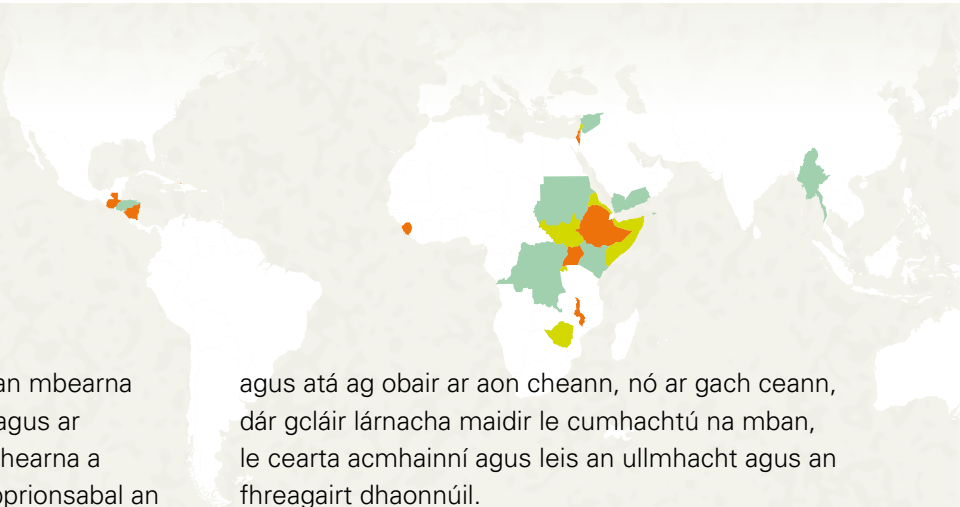 an mbearna
agus ar
hearna a
prionsabal an
agus atá ag obair ar aon cheann, nó ar gach ceann,
dár gcláir lárnacha maidir le cumhachtú na mban,
le cearta acmhainní agus leis an ullmhacht agus an
fhreagairt dhaonnúil.